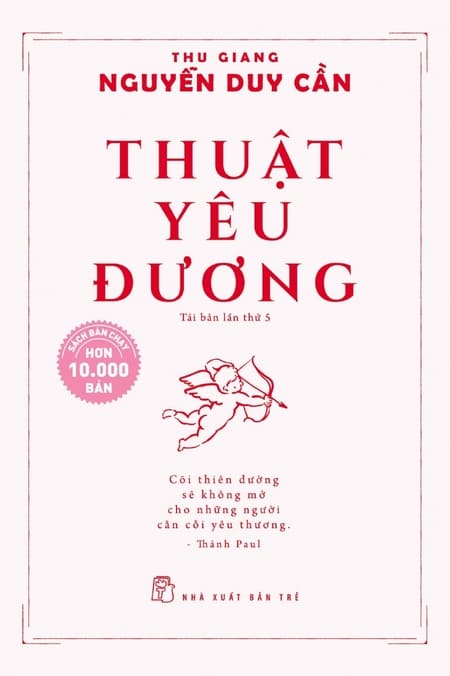 THU GIANG
NGUYỄN DUY CẦN
THUẬT
YÊU
ĐƯƠNG
Tái bản lần thứ 5
SÁCH BÁN CHẠY
HƠN
10.000
BẢN
Cõi thiên đường
sẽ không mở
cho những người
cằn cỗi yêu thương.
- Thánh Paul
NHÀ XUẤT BẢN TRẺ